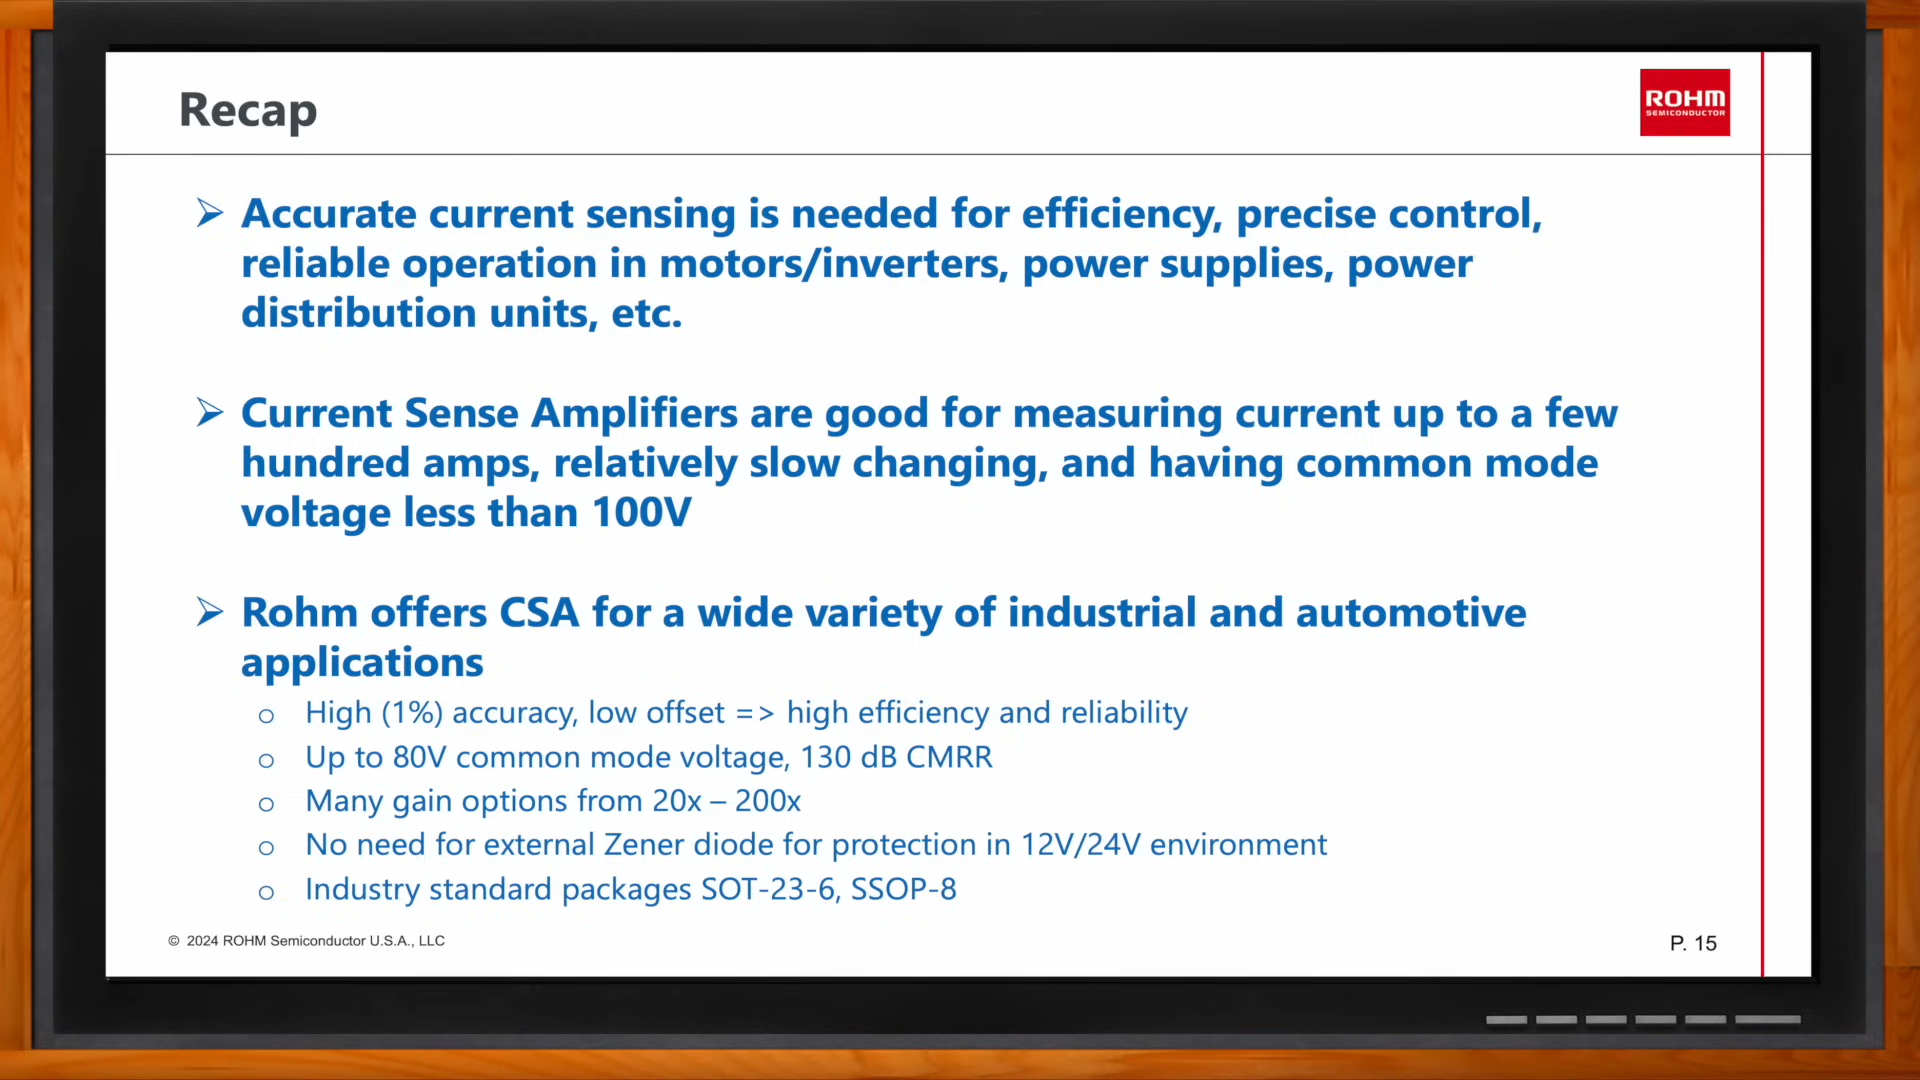 Recap
ROHM
SEMICONDUCTOR
➢ Accurate current sensing is needed for efficiency, precise control,
reliable operation in motors/inverters, power supplies, power
distribution units, etc.
➢ Current Sense Amplifiers are good for measuring current up to a few
hundred amps, relatively slow changing, and having common mode
voltage less than 100V
➢ Rohm offers CSA for a wide variety of industrial and automotive
applications
o High (1%) accuracy, low offset => high efficiency and reliability
o Up to 80V common mode voltage, 130 dB CMRR
o Many gain options from 20x – 200x
o No need for external Zener diode for protection in 12V/24V environment
o Industry standard packages SOT-23-6, SSOP-8
© 2024 ROHM Semiconductor U.S.A., LLC
P. 15